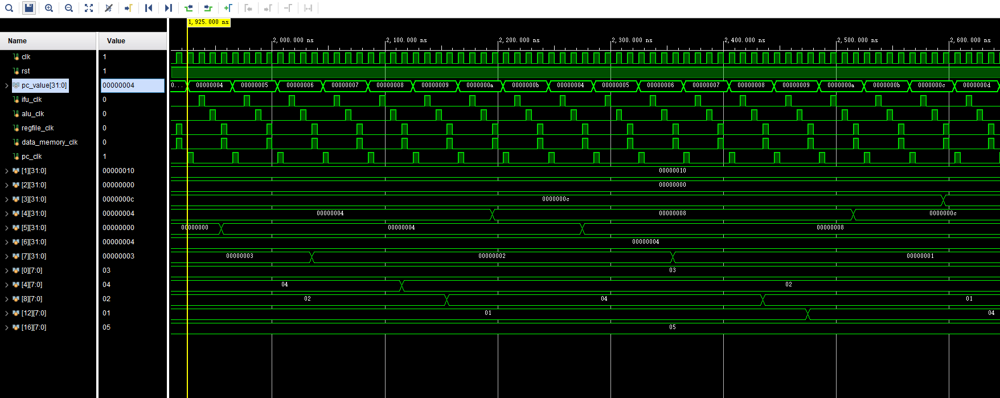 1,925.000 ns
Name Value
2,000.000 ns 2,100.000 ns 2,200.000 ns 2,300.000 ns 2,400.000 ns 2,500.000 ns 2,600.000 ns
clk 1
rst 1
pc_value[31:0] 00000004 0... 00000004 00000005 00000006 00000007 00000008 00000009 0000000a 0000000b 00000004 00000005 00000006 00000007 00000008 00000009 0000000a 0000000b 0000000c 0000000d
ifu_clk 0
alu_clk 0
regfile_clk 0
data_memory_clk 0
pc_clk 1
[1][31:0] 00000010 00000010
[2][31:0] 00000000 00000000
[3][31:0] 0000000c 0000000c
[4][31:0] 00000004 00000004 00000008 0000000c
[5][31:0] 00000000 00000000 00000004 00000008
[6][31:0] 00000004 00000004
[7][31:0] 00000003 00000003 00000002 00000001
[0][7:0] 03 03
[4][7:0] 04 04 02
[8][7:0] 02 02 04 01
[12][7:0] 01 01 04
[16][7:0] 05 05